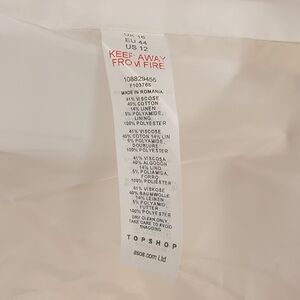 UK 16
EU 44
US 12
KEEP AWAY
FROM FIRE
108829455
F103765
MADE IN ROMANIA
41% VISCOSE
40% COTTON
14% LINEN
5% POLYAMIDE,
LINING:
100% POLYESTER
41% VISCOSE
40% COTON 14% LIN
5% POLYAMIDE,
DOUBLURE
100% POLYESTER
41% VISCOSA
40% ALGODON
14% LINO
5% POLIAMIDA,
FORRO
100% POLIESTER
41% VISKOSE
40% BAUMWOLLE
14% LEINEN
5% POLYAMID
FUTTER
100% POLYESTER
DRY CLEAN ONLY
TAKE CARE TO AVOID
SNAGGING
TOPSHOP
asos.com Ltd